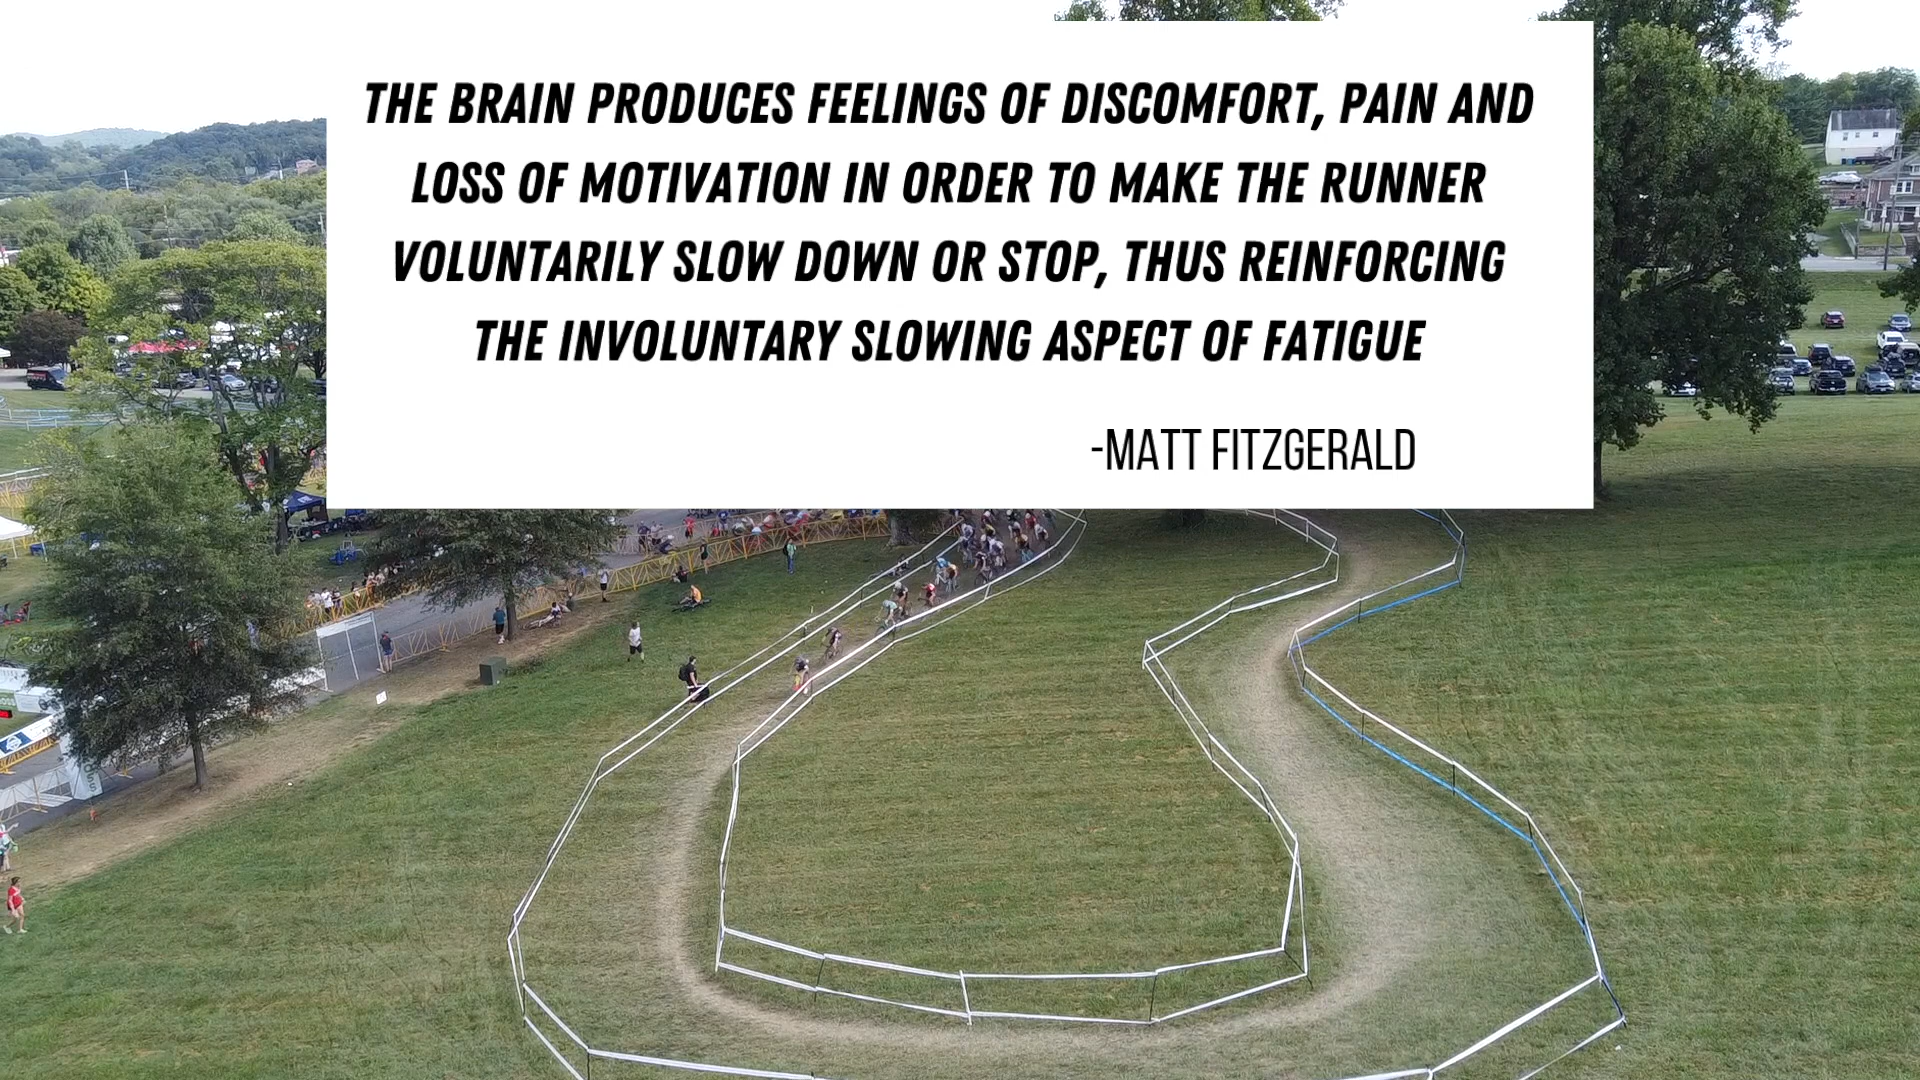 THE BRAIN PRODUCES FEELINGS OF DISCOMFORT, PAIN AND
LOSS OF MOTIVATION IN ORDER TO MAKE THE RUNNER
VOLUNTARILY SLOW DOWN OR STOP, THUS REINFORCING
THE INVOLUNTARY SLOWING ASPECT OF FATIGUE
-MATT FITZGERALD